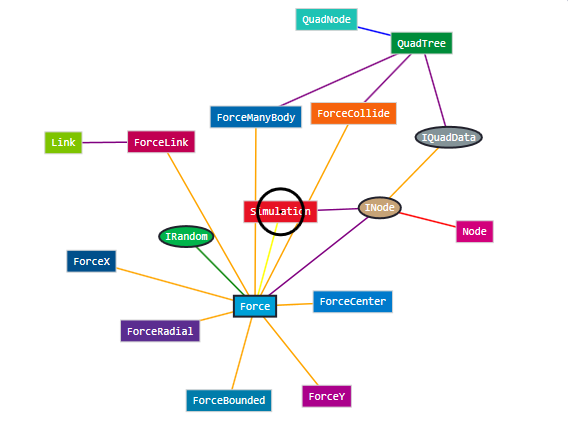 QuadNode
QuadTree
ForceManyBody
ForceCollide
IQuadData
Link
ForceLink
Simulation
INode
Node
IRandom
ForceX
Force
ForceCenter
ForceRadial
ForceBounded
ForceY